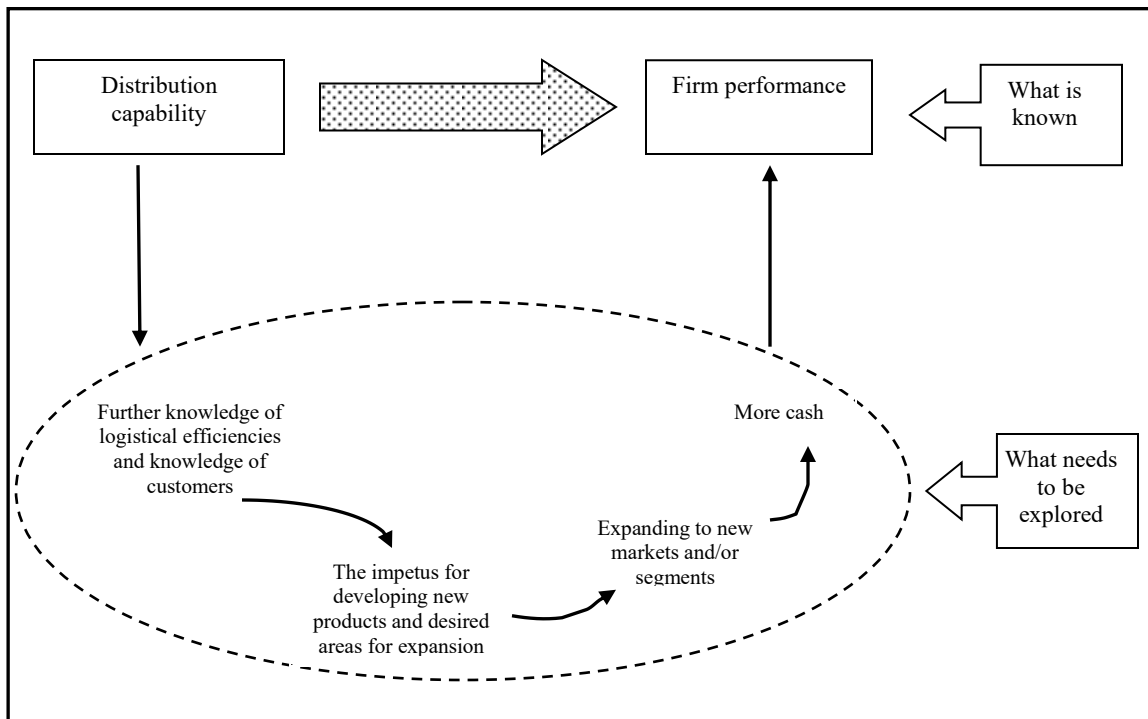 Distribution
capability
Firm performance
What is
known
Further knowledge of
logistical efficiencies
and knowledge of
customers
More cash
What needs
to be
explored
Expanding to new
markets and/or
segments
The impetus for
developing new
products and desired
areas for expansion